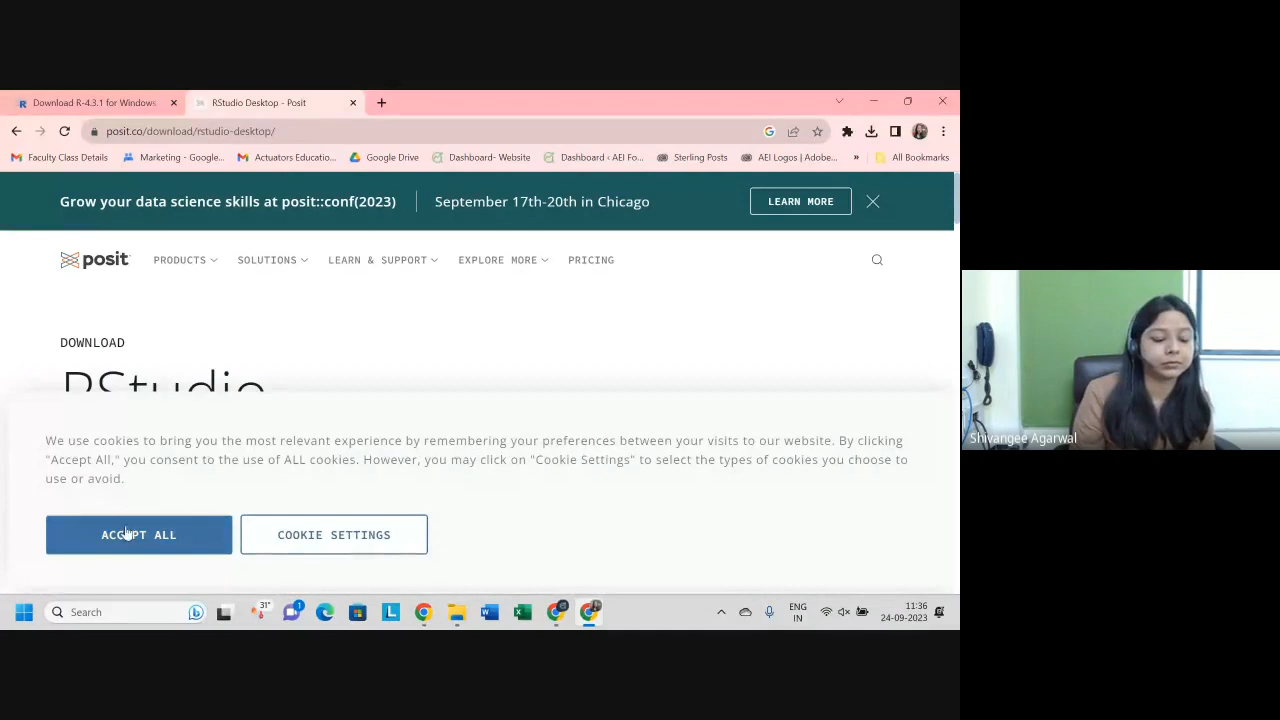 Download R-4.3.1 for Windows
RStudio Desktop - Posit
posit.co/download/rstudio-desktop/
Faculty Class Details
Marketing - Google...
Actuators Educatio...
Google Drive
Dashboard- Website
Dashboard ‹ AEI Fo...
Sterling Posts
AEI Logos | Adobe...
»
All Bookmarks
Grow your data science skills at posit::conf(2023)
September 17th-20th in Chicago
LEARN MORE
posit
PRODUCTS
SOLUTIONS
LEARN & SUPPORT
EXPLORE MORE
PRICING
DOWNLOAD
RStudio
We use cookies to bring you the most relevant experience by remembering your preferences between your visits to our website. By clicking
"Accept All," you consent to the use of ALL cookies. However, you may click on "Cookie Settings" to select the types of cookies you choose to
use or avoid.
ACCEPT ALL
COOKIE SETTINGS
Shivangee Agarwal
Search
31°
1
ENG
IN
11:36
24-09-2023